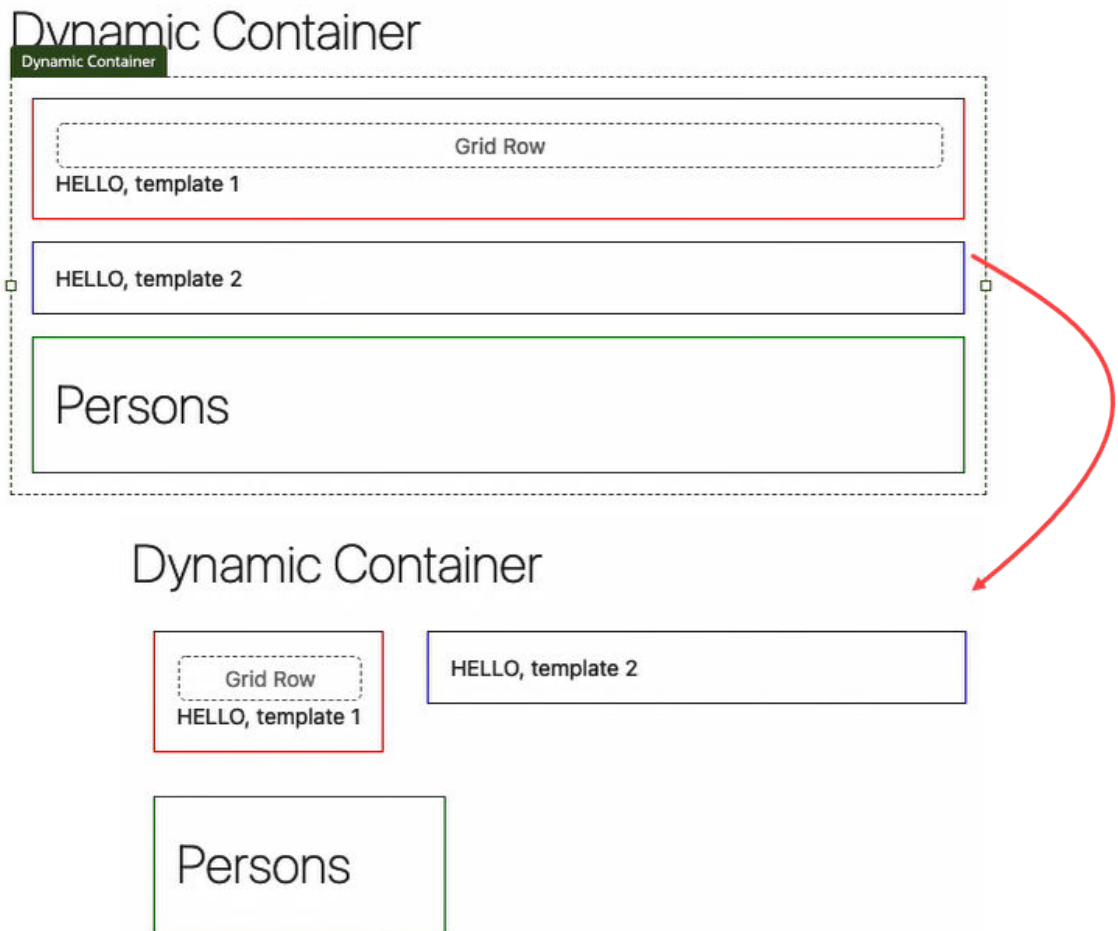 Dynamic Container
Dynamic Container
Grid Row
HELLO, template 1
HELLO, template 2
Persons
Dynamic Container
Grid Row
HELLO, template 1
HELLO, template 2
Persons